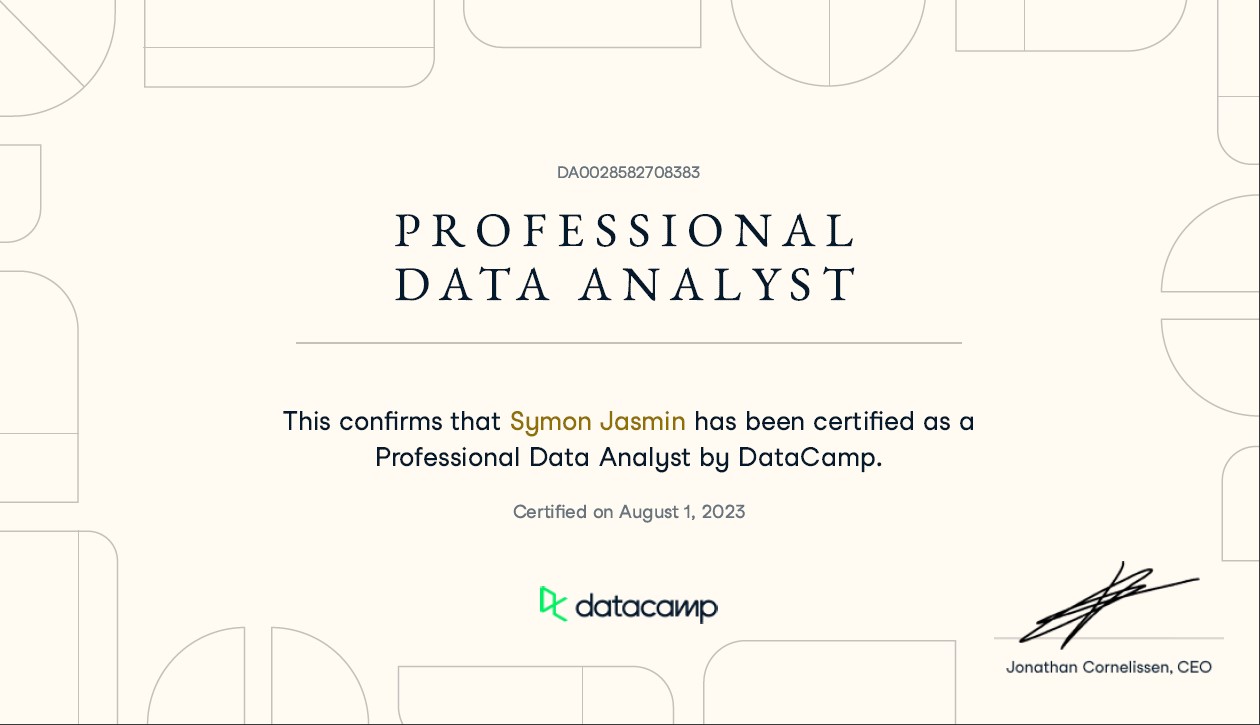 DA0028582708383
PROFESSIONAL
DATA ANALYST
This confirms that Symon Jasmin has been certified as a
Professional Data Analyst by DataCamp.
Certified on August 1, 2023
datacamp
Jonathan Cornelissen, CEO